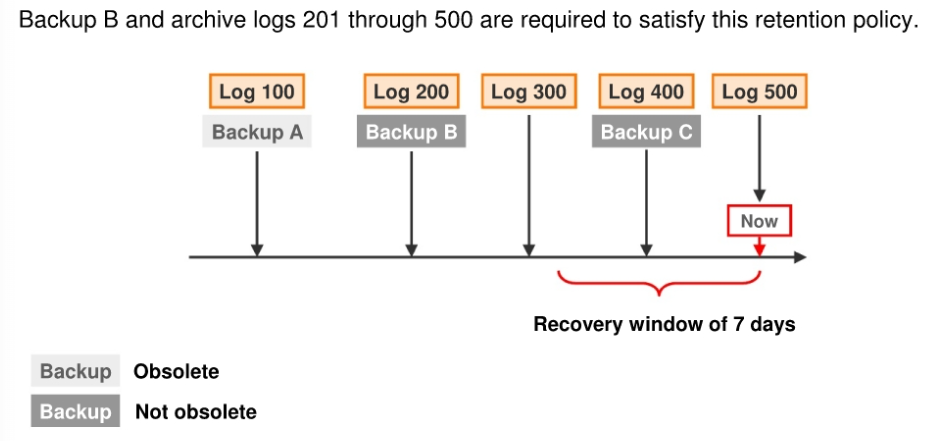 Backup B and archive logs 201 through 500 are required to satisfy this retention policy.
Log 100 Log 200 Log 300 Log 400 Log 500
Backup A Backup B Backup C
Now
Recovery window of 7 days
Backup Obsolete
Backup Not obsolete